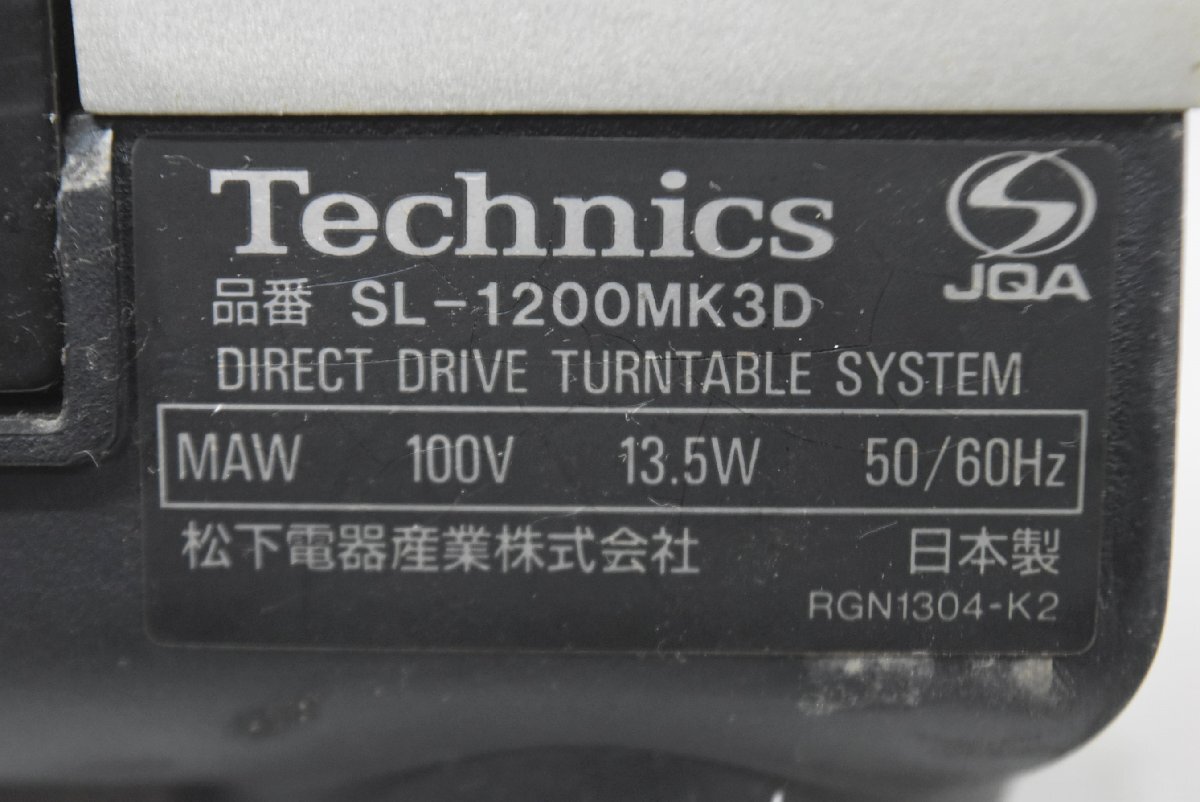 Technics
JQA
品番 SL-1200MK3D
DIRECT DRIVE TURNTABLE SYSTEM
MAW 100V 13.5W 50/60Hz
松下電器産業株式会社 日本製
RGN1304-K2